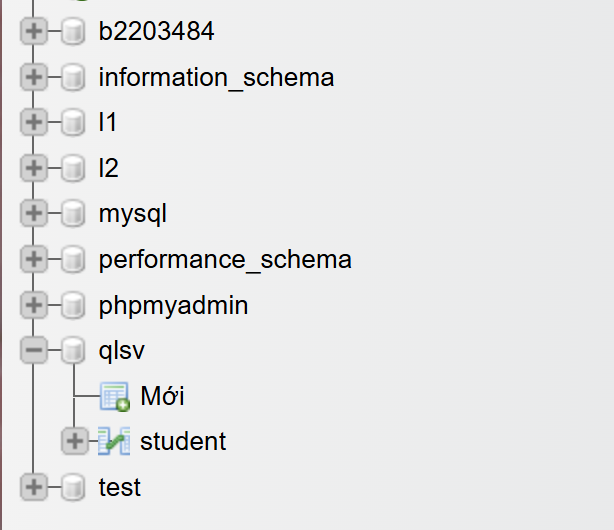 b2203484
information_schema
l1
l2
mysql
performance_schema
phpmyadmin
qlsv
Mới
student
test